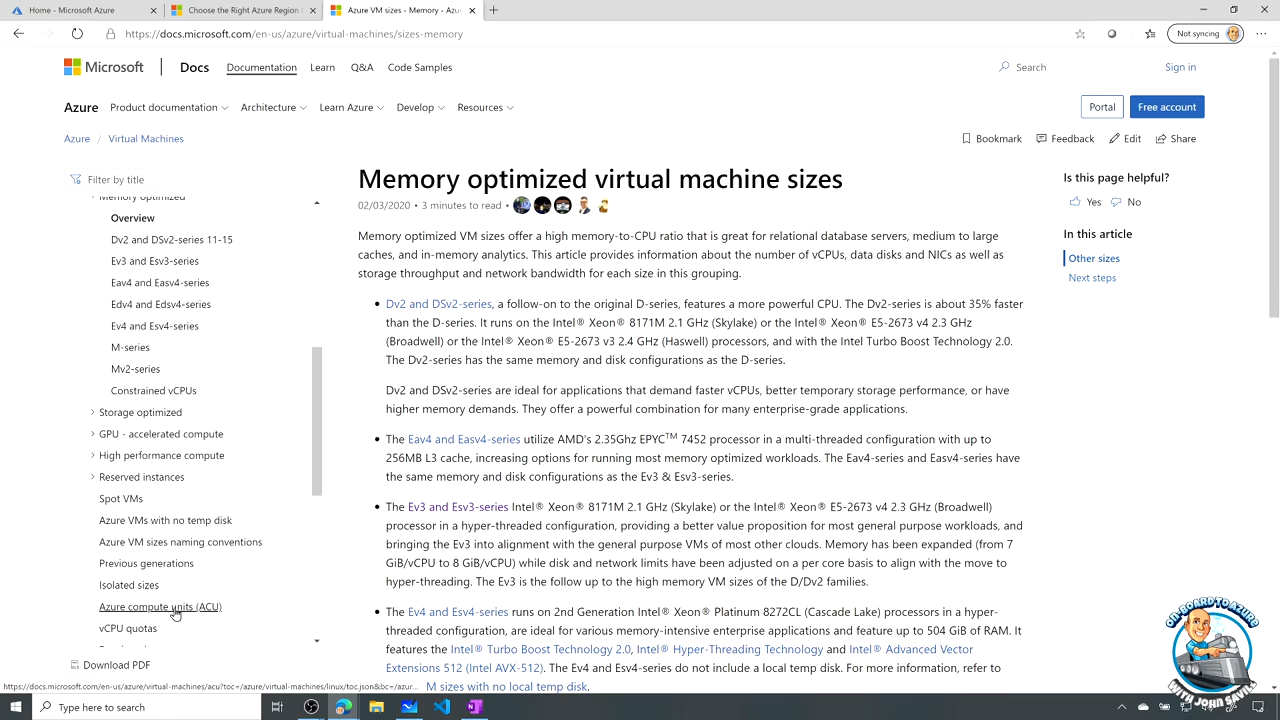 Home - Microsoft Azure
Choose the Right Azure Region
Azure VM sizes - Memory - Azur
https://docs.microsoft.com/en-us/azure/virtual-machines/sizes-memory
Not syncing
Microsoft
Docs
Documentation
Learn
Q&A
Code Samples
Search
Sign in
Azure
Product documentation
Architecture
Learn Azure
Develop
Resources
Portal
Free account
Azure / Virtual Machines
Bookmark
Feedback
Edit
Share
Filter by title
Memory optimized
Overview
Dv2 and DSv2-series 11-15
Ev3 and Esv3-series
Eav4 and Easv4-series
Edv4 and Edsv4-series
Ev4 and Esv4-series
M-series
Mv2-series
Constrained vCPUs
Storage optimized
GPU - accelerated compute
High performance compute
Reserved instances
Spot VMs
Azure VMs with no temp disk
Azure VM sizes naming conventions
Previous generations
Isolated sizes
Azure compute units (ACU)
vCPU quotas
Download PDF
Memory optimized virtual machine sizes
02/03/2020 • 3 minutes to read •
Memory optimized VM sizes offer a high memory-to-CPU ratio that is great for relational database servers, medium to large
caches, and in-memory analytics. This article provides information about the number of vCPUs, data disks and NICs as well as
storage throughput and network bandwidth for each size in this grouping.
• Dv2 and DSv2-series, a follow-on to the original D-series, features a more powerful CPU. The Dv2-series is about 35% faster
than the D-series. It runs on the Intel® Xeon® 8171M 2.1 GHz (Skylake) or the Intel® Xeon® E5-2673 v4 2.3 GHz
(Broadwell) or the Intel® Xeon® E5-2673 v3 2.4 GHz (Haswell) processors, and with the Intel Turbo Boost Technology 2.0.
The Dv2-series has the same memory and disk configurations as the D-series.
Dv2 and DSv2-series are ideal for applications that demand faster vCPUs, better temporary storage performance, or have
higher memory demands. They offer a powerful combination for many enterprise-grade applications.
• The Eav4 and Easv4-series utilize AMD's 2.35Ghz EPYC™ 7452 processor in a multi-threaded configuration with up to
256MB L3 cache, increasing options for running most memory optimized workloads. The Eav4-series and Easv4-series have
the same memory and disk configurations as the Ev3 & Esv3-series.
• The Ev3 and Esv3-series Intel® Xeon® 8171M 2.1 GHz (Skylake) or the Intel® Xeon® E5-2673 v4 2.3 GHz (Broadwell)
processor in a hyper-threaded configuration, providing a better value proposition for most general purpose workloads, and
bringing the Ev3 into alignment with the general purpose VMs of most other clouds. Memory has been expanded (from 7
GiB/vCPU to 8 GiB/vCPU) while disk and network limits have been adjusted on a per core basis to align with the move to
hyper-threading. The Ev3 is the follow up to the high memory VM sizes of the D/Dv2 families.
• The Ev4 and Esv4-series runs on 2nd Generation Intel® Xeon® Platinum 8272CL (Cascade Lake) processors in a hyper-
threaded configuration, are ideal for various memory-intensive enterprise applications and feature up to 504 GiB of RAM. It
features the Intel® Turbo Boost Technology 2.0, Intel® Hyper-Threading Technology and Intel® Advanced Vector
Extensions 512 (Intel AVX-512). The Ev4 and Esv4-series do not include a local temp disk. For more information, refer to
M sizes with no local temp disk.
Is this page helpful?
Yes
No
In this article
Other sizes
Next steps
ONBOARD TO AZURE
WITH JOHN SAVILL
https://docs.microsoft.com/en-us/azure/virtual-machines/acu?toc=/azure/virtual-machines/linux/toc.json&bc=/azur...
Type here to search